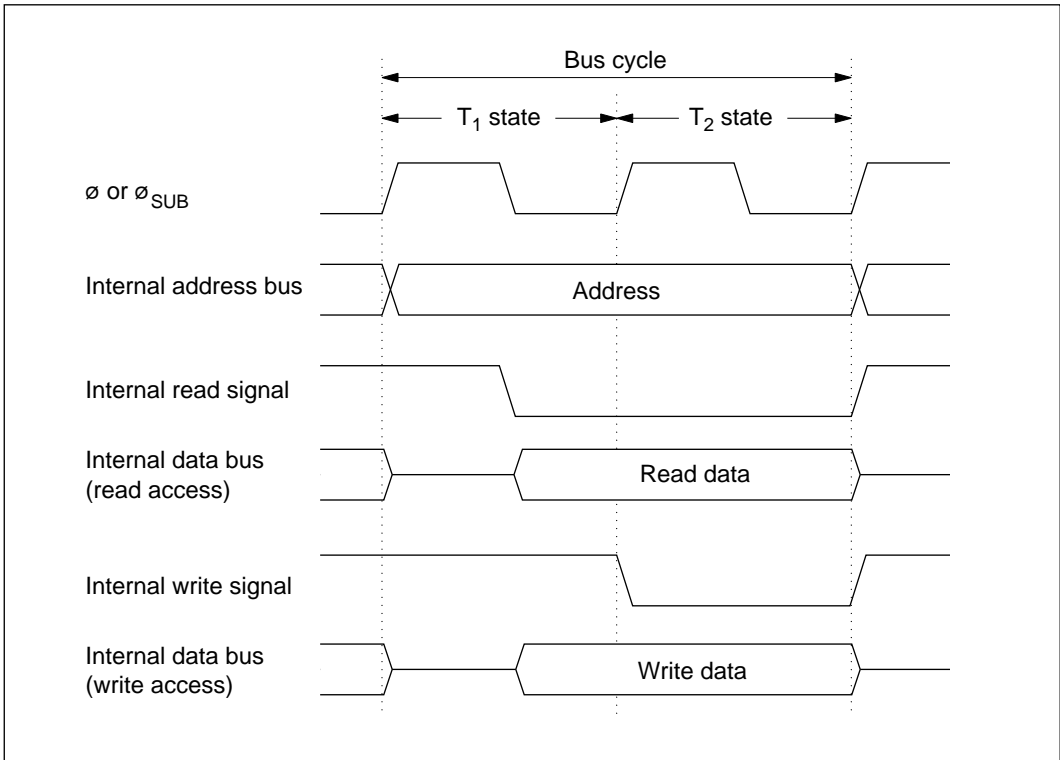 Bus cycle
T1 state T2 state
ø or øSUB
Internal address bus Address
Internal read signal
Internal data bus
(read access)
Read data
Internal write signal
Internal data bus
(write access)
Write data